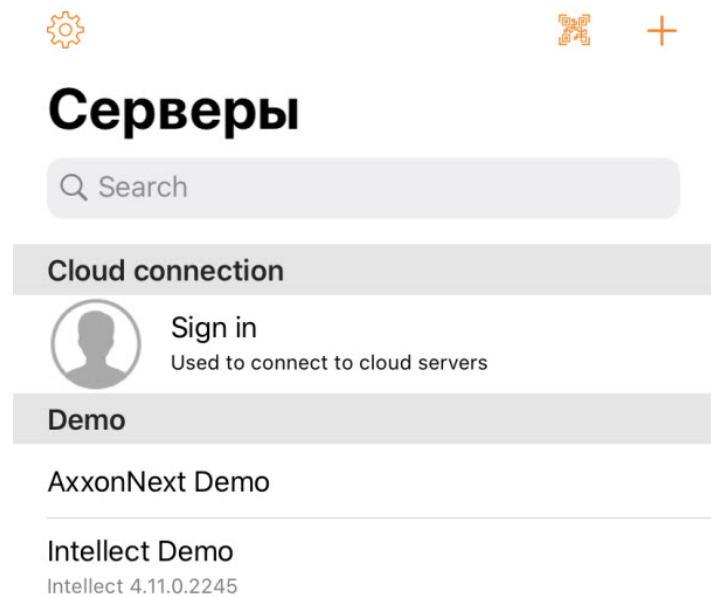 Серверы
Search
Cloud connection
Sign in
Used to connect to cloud servers
Demo
AxxonNext Demo
Intellect Demo
Intellect 4.11.0.2245